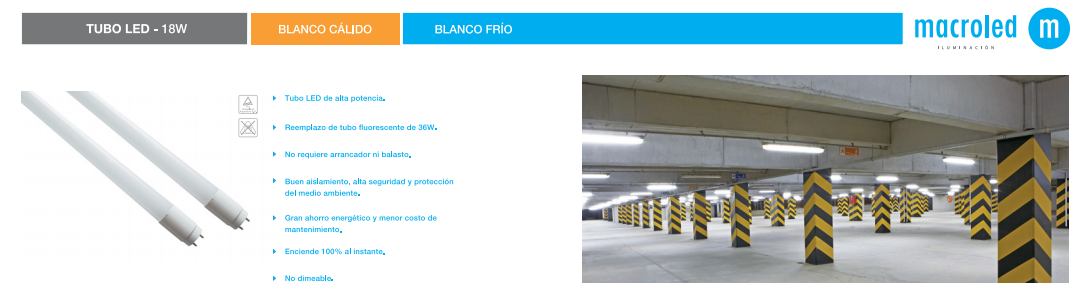 TUBO LED - 18W
BLANCO CÁLIDO
BLANCO FRÍO
macroled m
ILUMINACIÓN
Tubo LED de alta potencia.
Reemplazo de tubo fluorescente de 36W.
No requiere arrancador ni balasto.
Buen aislamiento, alta seguridad y protección
del medio ambiente.
Gran ahorro energético y menor costo de
mantenimiento.
Enciende 100% al instante.
No dimeable.